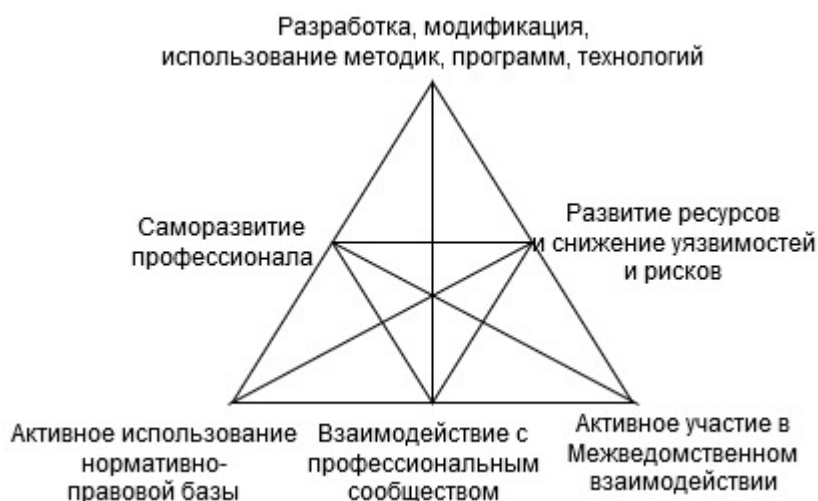 Разработка, модификация,
использование методик, программ, технологий
Саморазвитие
профессионала
Развитие ресурсов
и снижение уязвимостей
и рисков
Активное использование
нормативно-
правовой базы
Взаимодействие с
профессиональным
сообществом
Активное участие в
Межведомственном
взаимодействии